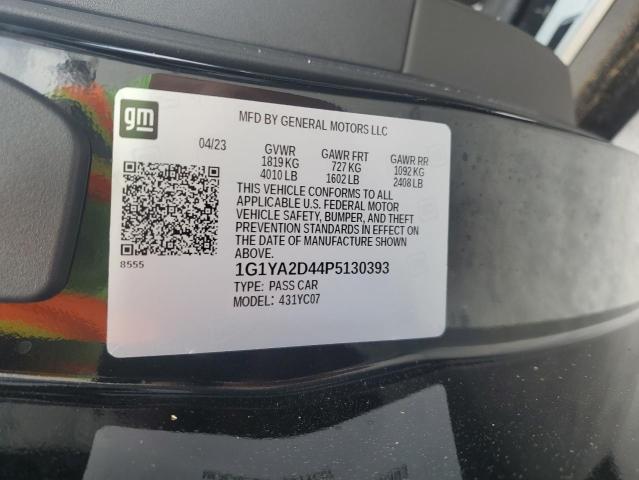 gm
MFD BY GENERAL MOTORS LLC
04/23 GVWR GAWR FRT GAWR RR
1819 KG 727 KG 1092 KG
4010 LB 1602 LB 2408 LB
THIS VEHICLE CONFORMS TO ALL
APPLICABLE U.S. FEDERAL MOTOR
VEHICLE SAFETY, BUMPER, AND THEFT
PREVENTION STANDARDS IN EFFECT ON
THE DATE OF MANUFACTURE SHOWN
ABOVE.
8555
1G1YA2D44P5130393
TYPE: PASS CAR
MODEL: 431YC07